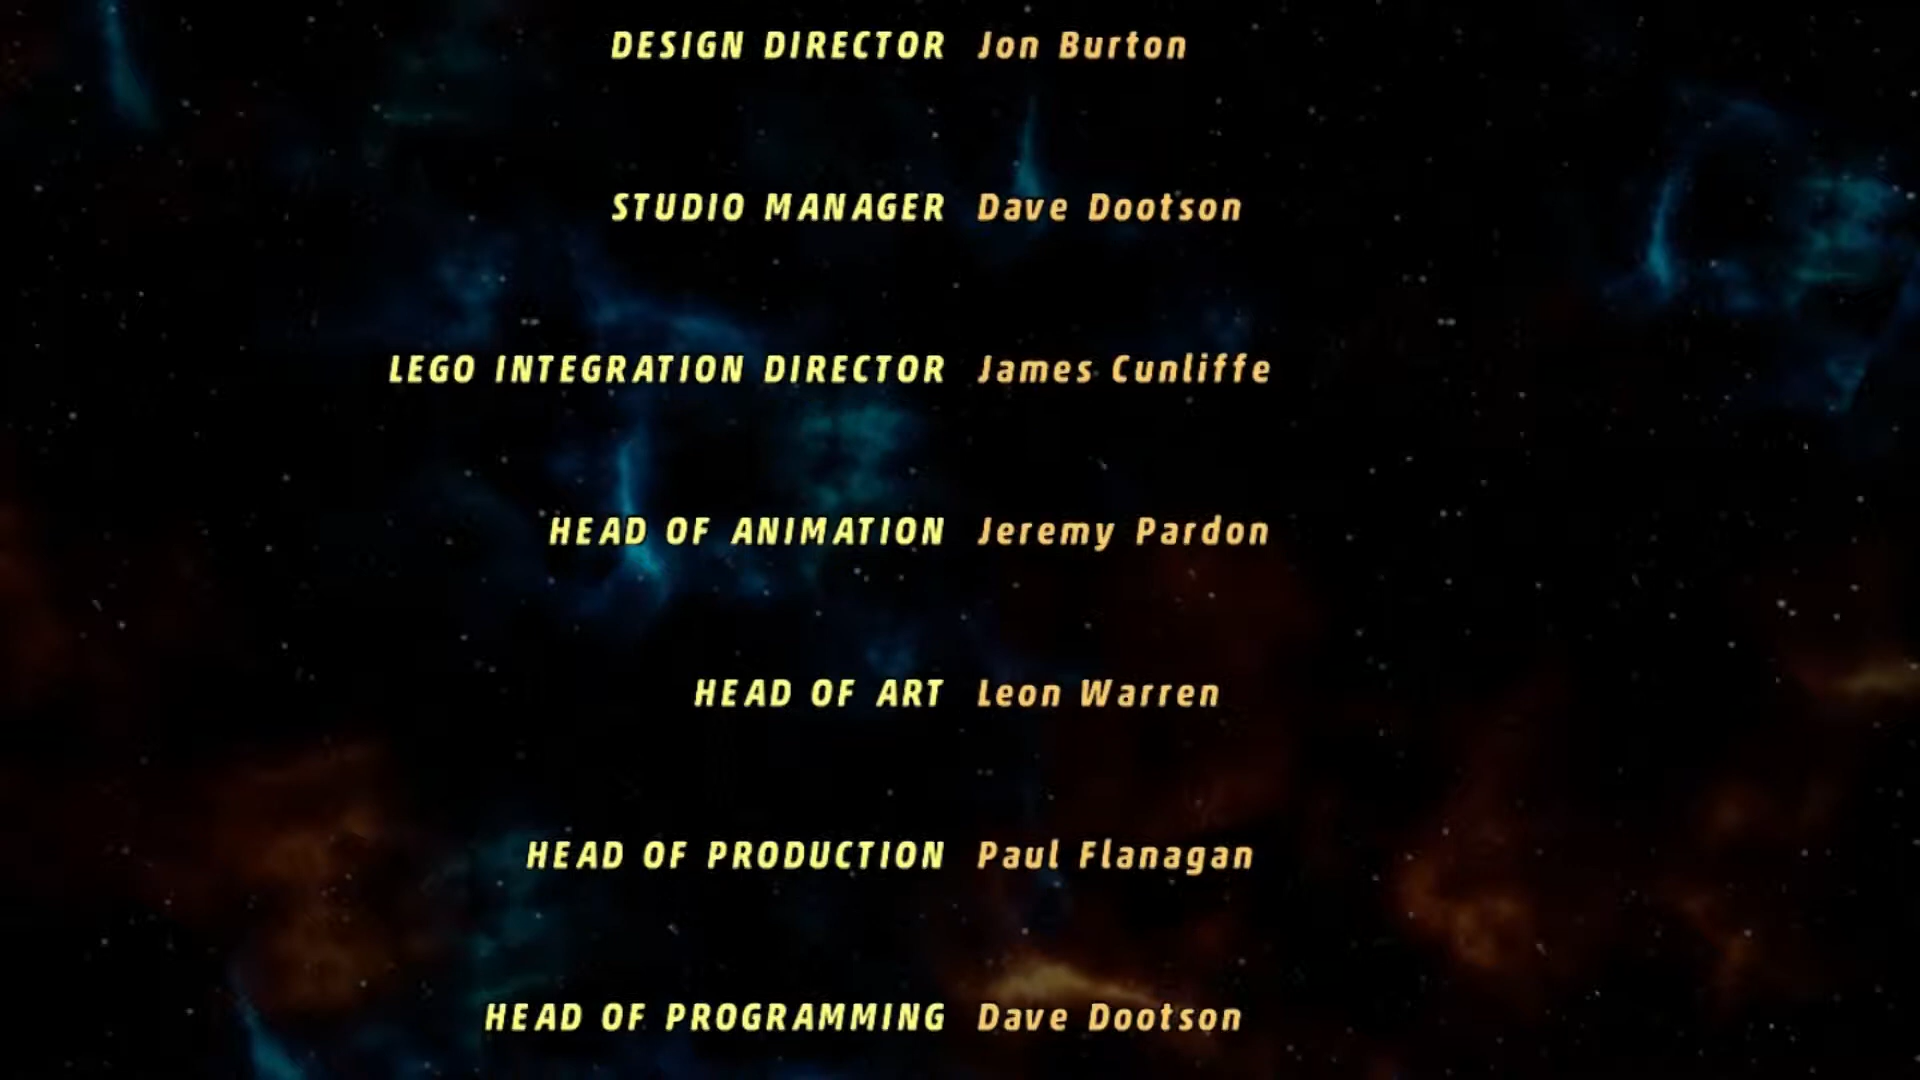 DESIGN DIRECTOR Jon Burton
STUDIO MANAGER Dave Dootson
LEGO INTEGRATION DIRECTOR James Cunliffe
HEAD OF ANIMATION Jeremy Pardon
HEAD OF ART Leon Warren
HEAD OF PRODUCTION Paul Flanagan
HEAD OF PROGRAMMING Dave Dootson